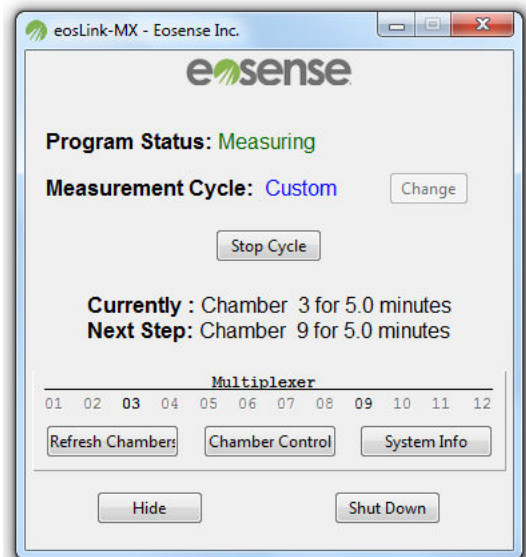 eosLink-MX - Eosense Inc.
eosense
Program Status: Measuring
Measurement Cycle: Custom Change
Stop Cycle
Currently : Chamber 3 for 5.0 minutes
Next Step: Chamber 9 for 5.0 minutes
Multiplexer
01 02 03 04 05 06 07 08 09 10 11 12
Refresh Chambers Chamber Control System Info
Hide Shut Down